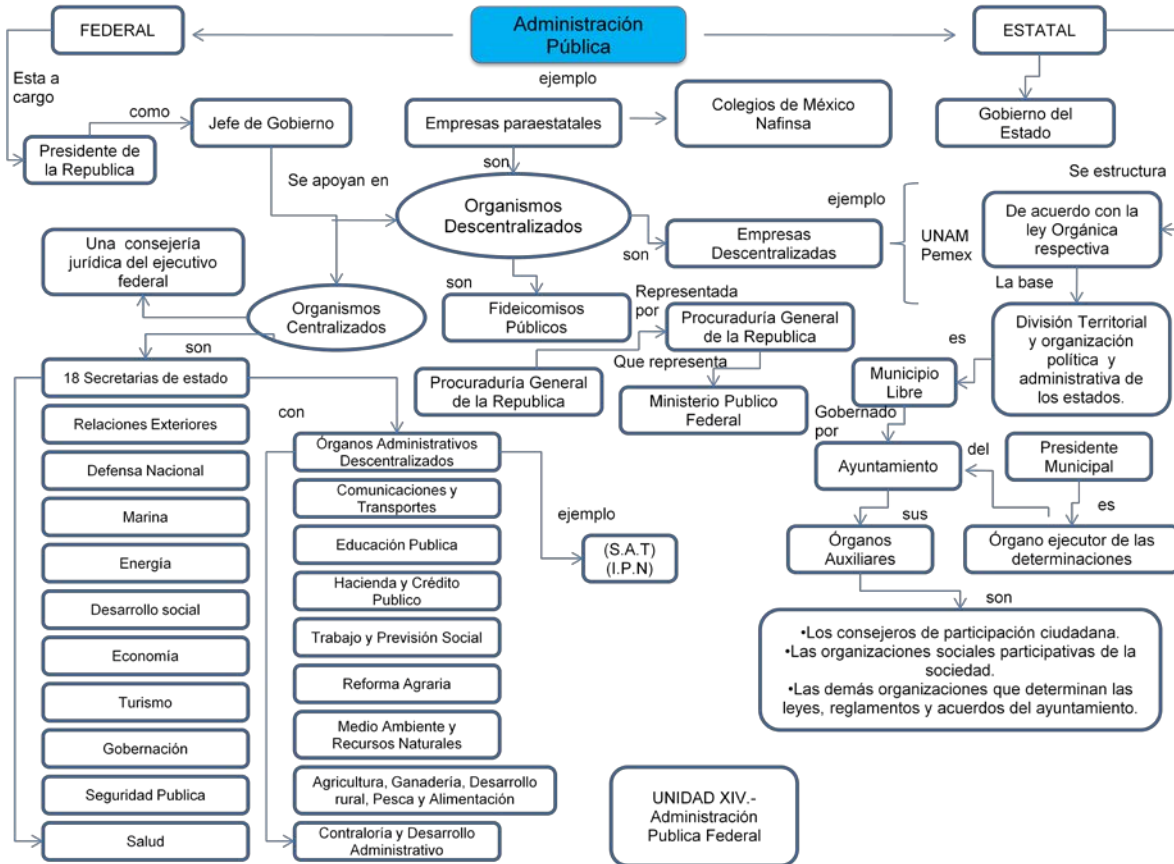 FEDERAL
Administración
Pública
ESTATAL
Esta a
cargo
ejemplo
como
Jefe de Gobierno
Empresas paraestatales
Colegios de México
Nafinsa
Gobierno del
Estado
Presidente de
la Republica
son
Se apoyan en
Se estructura
Organismos
Descentralizados
ejemplo
De acuerdo con la
ley Orgánica
respectiva
Una consejería
jurídica del ejecutivo
federal
son
Empresas
Descentralizadas
UNAM
Pemex
La base
Organismos
Centralizados
son
Fideicomisos
Públicos
Representada
por
Procuraduría General
de la Republica
División Territorial
y organización
política y
administrativa de
los estados.
es
son
18 Secretarias de estado
Procuraduría General
de la Republica
Que representa
Ministerio Publico
Federal
Municipio
Libre
Gobernado
por
Relaciones Exteriores
Defensa Nacional
Marina
Energía
Desarrollo social
Economía
Turismo
Gobernación
Seguridad Publica
Salud
con
Órganos Administrativos
Descentralizados
Comunicaciones y
Transportes
Educación Publica
Hacienda y Crédito
Publico
Trabajo y Previsión Social
Reforma Agraria
Medio Ambiente y
Recursos Naturales
Agricultura, Ganadería, Desarrollo
rural, Pesca y Alimentación
Contraloría y Desarrollo
Administrativo
ejemplo
(S.A.T)
(I.P.N)
Ayuntamiento
del
Presidente
Municipal
sus
es
Órganos
Auxiliares
Órgano ejecutor de las
determinaciones
son
•Los consejeros de participación ciudadana.
•Las organizaciones sociales participativas de la
sociedad.
•Las demás organizaciones que determinan las
leyes, reglamentos y acuerdos del ayuntamiento.
UNIDAD XIV.-
Administración
Publica Federal